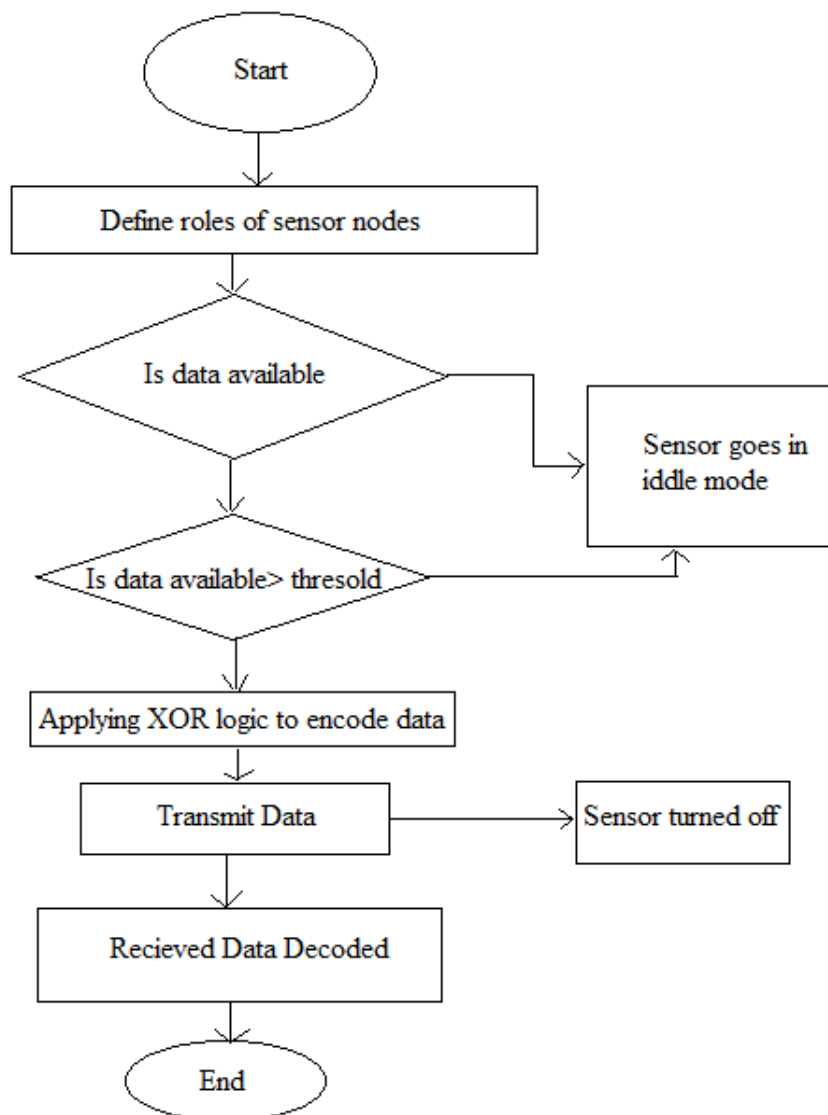 Start
Define roles of sensor nodes
Is data available
Sensor goes in
iddle mode
Is data available> thresold
Applying XOR logic to encode data
Transmit Data
Sensor turned off
Recieved Data Decoded
End